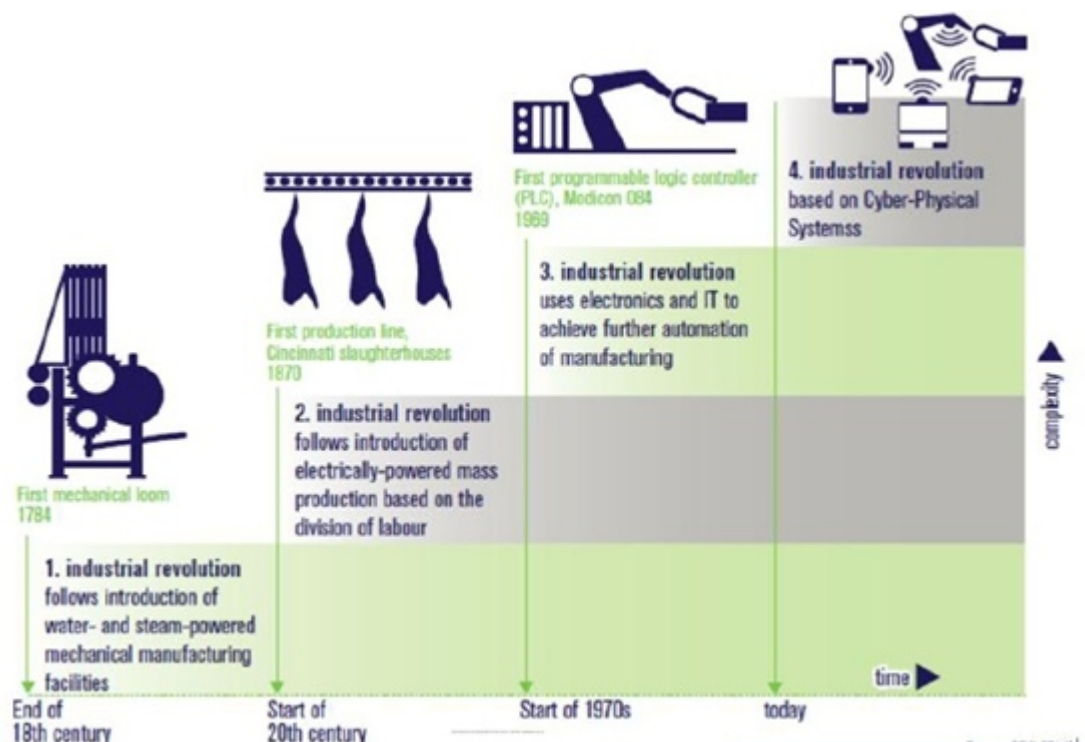 First mechanical loom
1784
1. industrial revolution
follows introduction of
water- and steam-powered
mechanical manufacturing
facilities
End of
18th century
First production line,
Cincinnati slaughterhouses
1870
2. industrial revolution
follows introduction of
electrically-powered mass
production based on the
division of labour
Start of
20th century
First programmable logic controller
(PLC), Modicon 084
1969
3. industrial revolution
uses electronics and IT to
achieve further automation
of manufacturing
Start of 1970s
4. industrial revolution
based on Cyber-Physical
Systemss
today
time
complexity